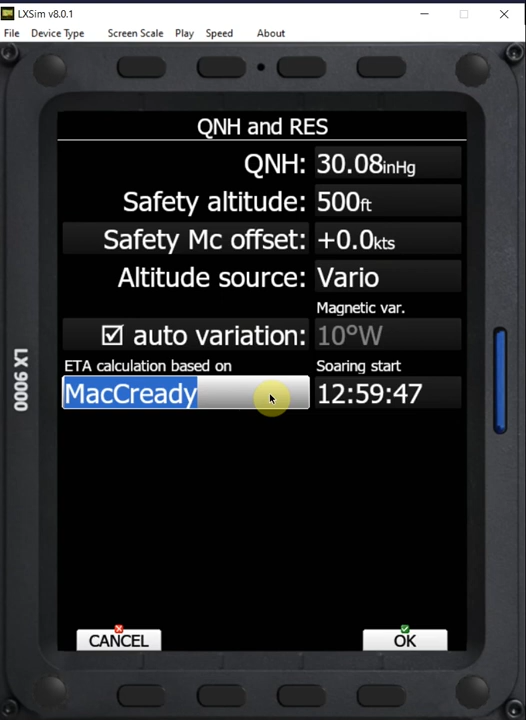 LXSim v8.0.1
File Device Type Screen Scale Play Speed About
QNH and RES
QNH: 30.08inHg
Safety altitude: 500ft
Safety Mc offset: +0.0kts
Altitude source: Vario
Magnetic var.
auto variation: 10°W
ETA calculation based on Soaring start
MacCready 12:59:47
LX 9000
CANCEL OK